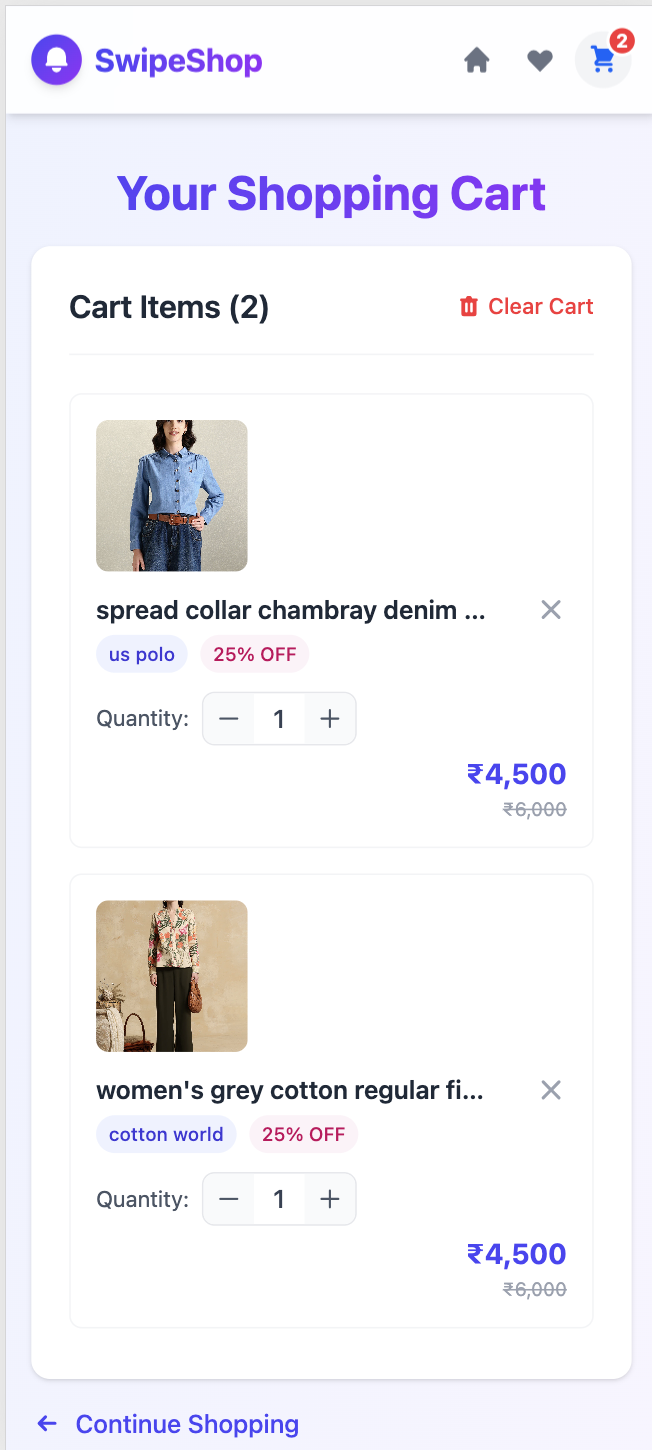 SwipeShop
2
Your Shopping Cart
Cart Items (2)
Clear Cart
spread collar chambray denim ...
us polo
25% OFF
Quantity:
1
₹4,500
₹6,000
women's grey cotton regular fi...
cotton world
25% OFF
Quantity:
1
₹4,500
₹6,000
Continue Shopping